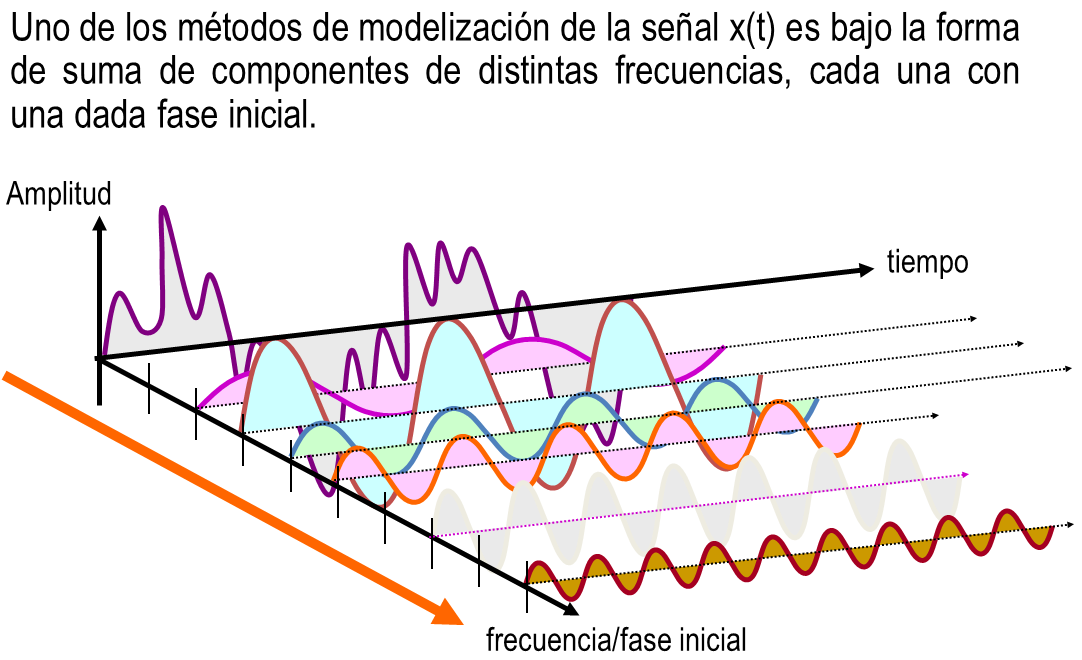 Uno de los métodos de modelización de la señal x(t) es bajo la forma
de suma de componentes de distintas frecuencias, cada una con
una dada fase inicial.
Amplitud
tiempo
frecuencia/fase inicial